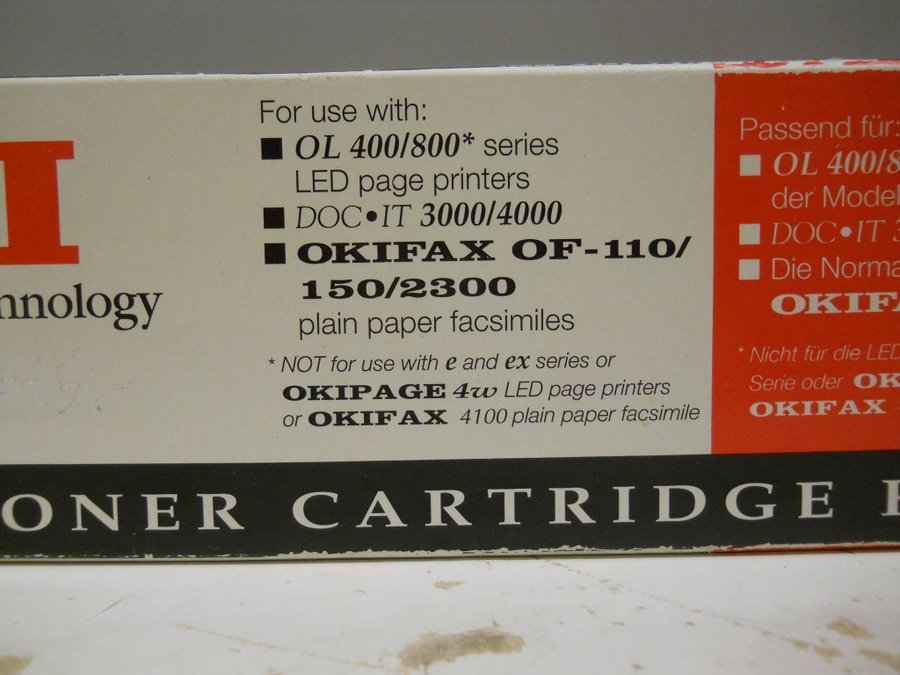 I
hnology
For use with:
■ OL 400/800* series
LED page printers
■ DOC•IT 3000/4000
■ OKIFAX OF-110/
150/2300
plain paper facsimiles
* NOT for use with e and ex series or
OKIPAGE 4w LED page printers
or OKIFAX 4100 plain paper facsimile
Passend für:
■ OL 400/8
der Model
■ DOC•IT 3
■ Die Norma
OKIFA
* Nicht für die LED
Serie oder OK
OKIFAX
ONER CARTRIDGE